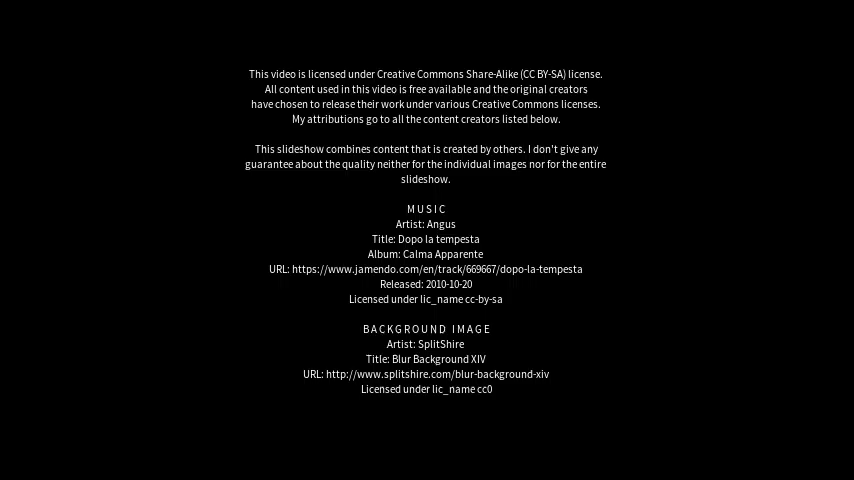 This video is licensed under Creative Commons Share-Alike (CC BY-SA) license.
All content used in this video is free available and the original creators
have chosen to release their work under various Creative Commons licenses.
My attributions go to all the content creators listed below.
This slideshow combines content that is created by others. I don't give any
guarantee about the quality neither for the individual images nor for the entire
slideshow.
MUSIC
Artist: Angus
Title: Dopo la tempesta
Album: Calma Apparente
URL: https://www.jamendo.com/en/track/669667/dopo-la-tempesta
Released: 2010-10-20
Licensed under lic_name cc-by-sa
BACKGROUND IMAGE
Artist: SplitShire
Title: Blur Background XIV
URL: http://www.splitshire.com/blur-background-xiv
Licensed under lic_name cc0